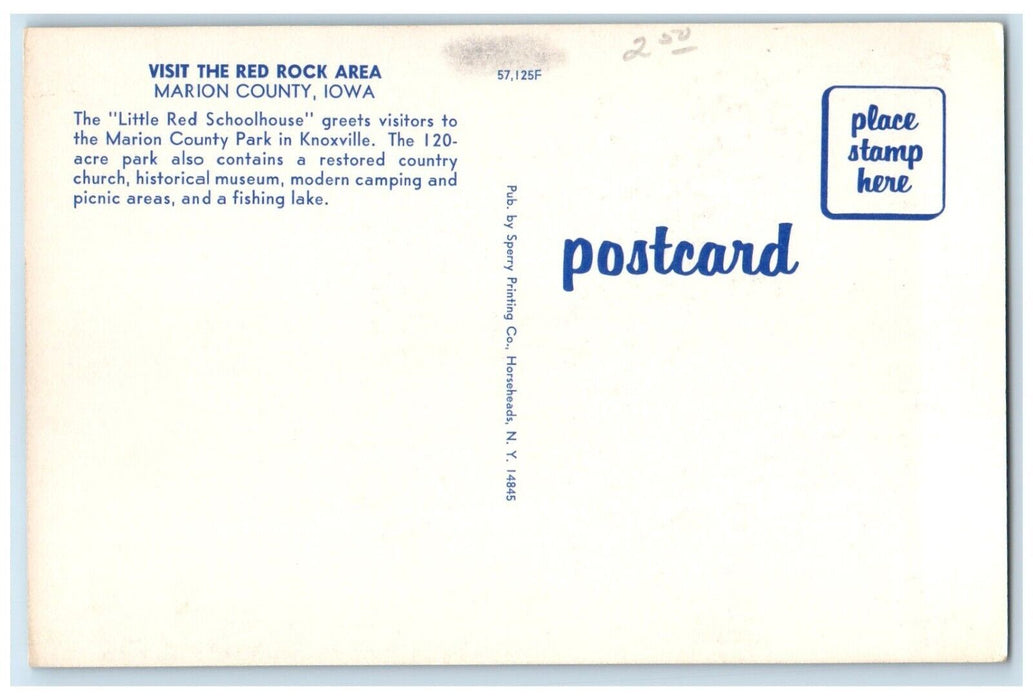 VISIT THE RED ROCK AREA
MARION COUNTY, IOWA
The "Little Red Schoolhouse" greets visitors to
the Marion County Park in Knoxville. The 120-
acre park also contains a restored country
church, historical museum, modern camping and
picnic areas, and a fishing lake.
57,125F
2 50
Pub. by Sperry Printing Co., Horseheads, N. Y. 14845
postcard
place
stamp
here